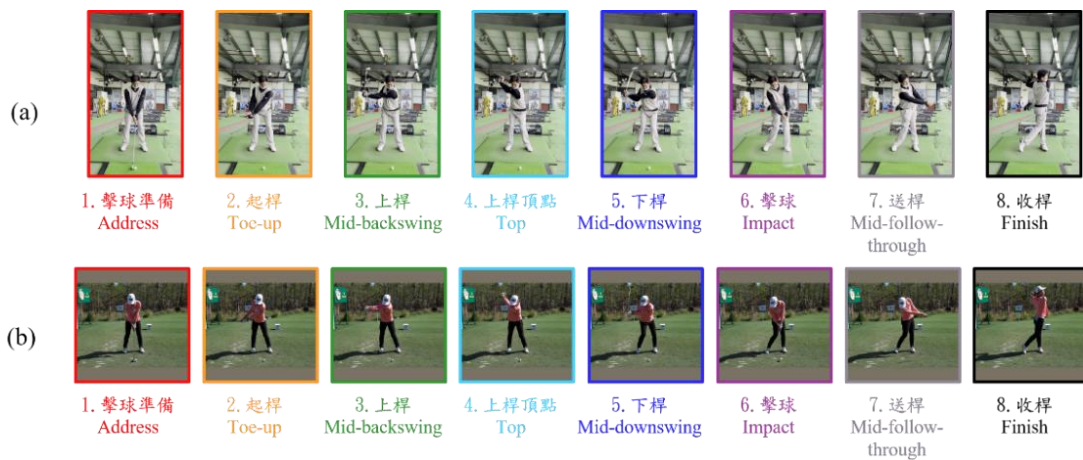 (a)
1. 擊球準備
Address
2. 起桿
Toe-up
3. 上桿
Mid-backswing
4. 上桿頂點
Top
5. 下桿
Mid-downswing
6. 擊球
Impact
7. 送桿
Mid-follow-
through
8. 收桿
Finish
(b)
1. 擊球準備
Address
2. 起桿
Toe-up
3. 上桿
Mid-backswing
4. 上桿頂點
Top
5. 下桿
Mid-downswing
6. 擊球
Impact
7. 送桿
Mid-follow-
through
8. 收桿
Finish